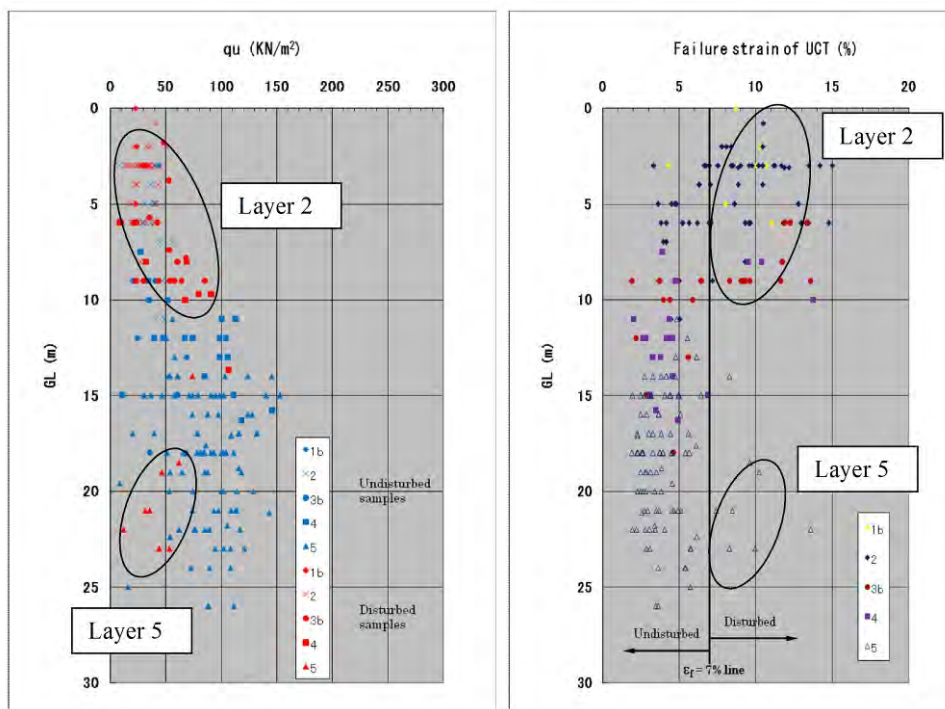 qu (KN/m²)
0 50 100 150 200 250 300
0
5
10
15
20
25
30
GL (m)
Layer 2
Layer 5
1b
2
3b
4
5
1b
2
3b
4
5
Undisturbed
samples
Disturbed
samples
Failure strain of UCT (%)
0 5 10 15 20
0
5
10
15
20
25
30
GL (m)
Layer 2
Layer 5
1b
2
3b
4
5
Undisturbed
Disturbed
εf = 7% line